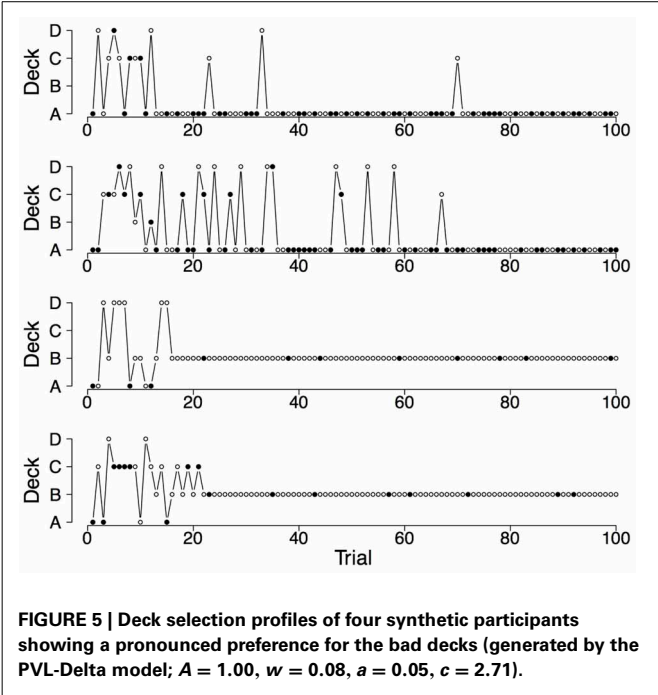 Deck
D
C
B
A
0 20 40 60 80 100
Deck
D
C
B
A
0 20 40 60 80 100
Deck
D
C
B
A
0 20 40 60 80 100
Deck
D
C
B
A
0 20 40 60 80 100
Trial
FIGURE 5 | Deck selection profiles of four synthetic participants
showing a pronounced preference for the bad decks (generated by the
PVL-Delta model; A = 1.00, w = 0.08, a = 0.05, c = 2.71).